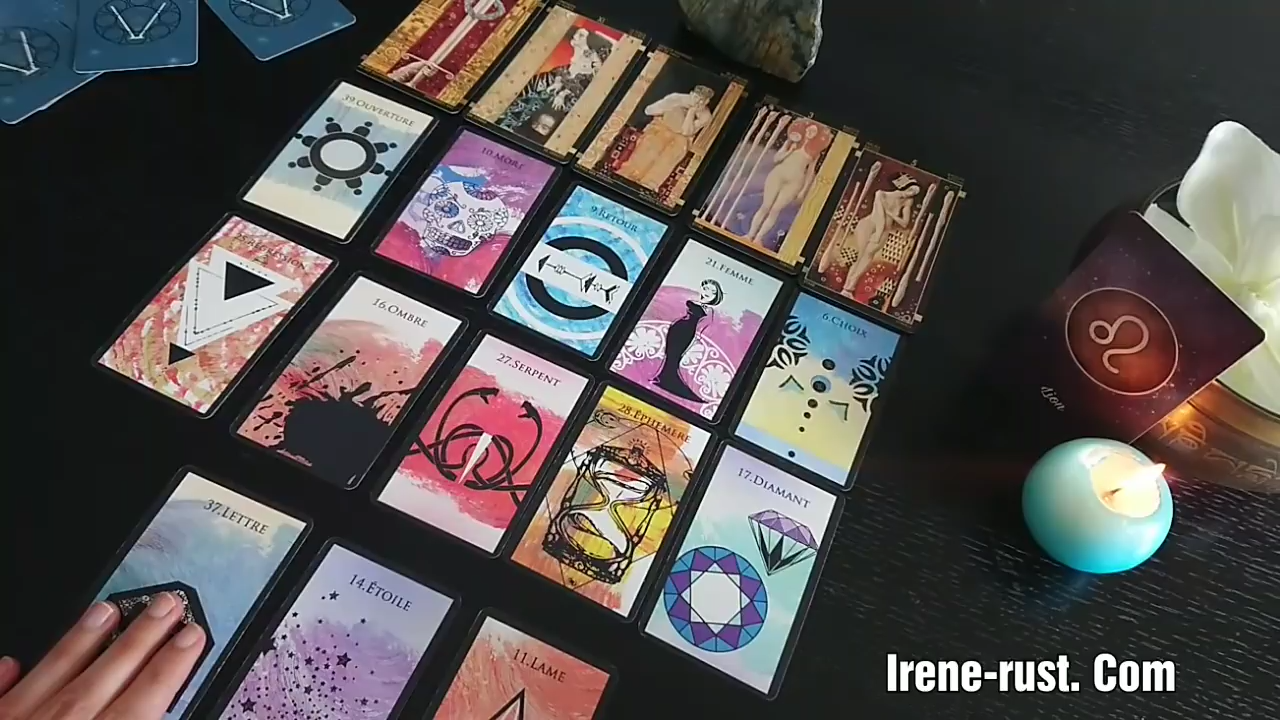 39.OUVERTURE
10.MORT
9.RETOUR
21.FEMME
6.CHOIX
16.OMBRE
27.SERPENT
28.ÉPHÉMÈRE
17.DIAMANT
37.LETTRE
14.ÉTOILE
11.LAME
Lion
Irene-rust. Com